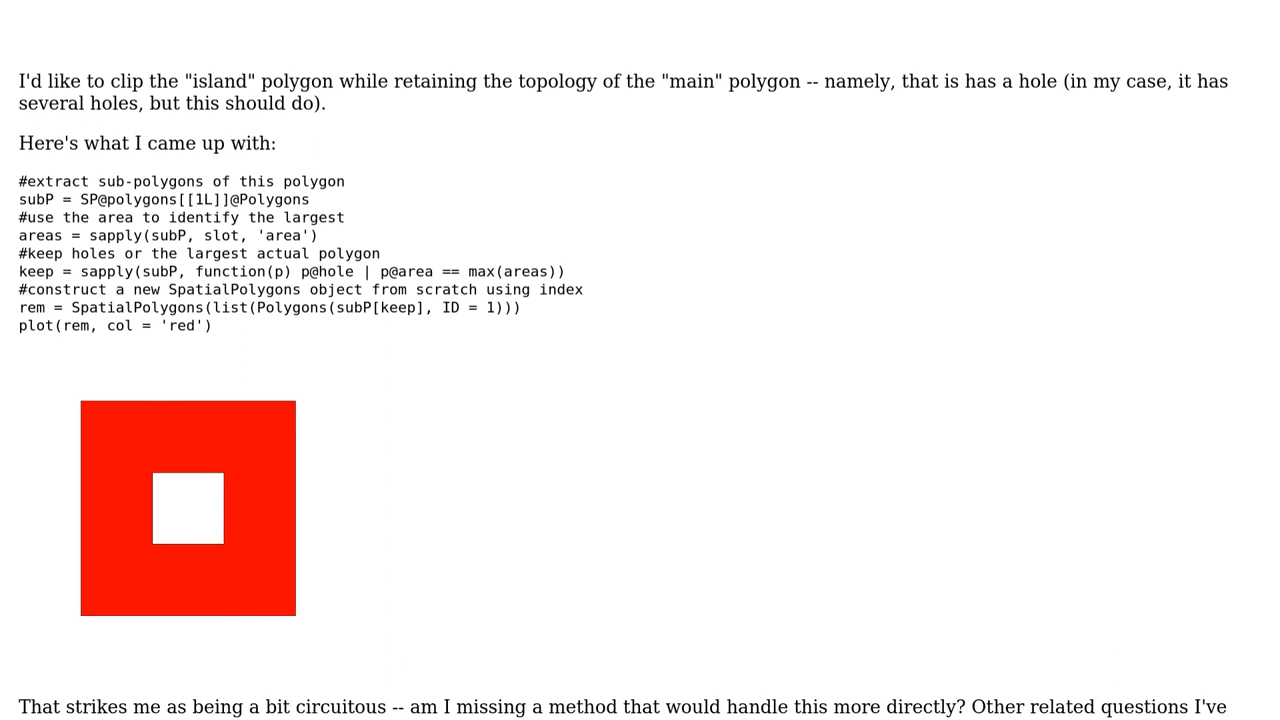 I'd like to clip the "island" polygon while retaining the topology of the "main" polygon -- namely, that is has a hole (in my case, it has
several holes, but this should do).
Here's what I came up with:
#extract sub-polygons of this polygon
subP = SP@polygons[[1L]]@Polygons
#use the area to identify the largest
areas = sapply(subP, slot, 'area')
#keep holes or the largest actual polygon
keep = sapply(subP, function(p) p@hole | p@area == max(areas))
#construct a new SpatialPolygons object from scratch using index
rem = SpatialPolygons(list(Polygons(subP[keep], ID = 1)))
plot(rem, col = 'red')
That strikes me as being a bit circuitous -- am I missing a method that would handle this more directly? Other related questions I've